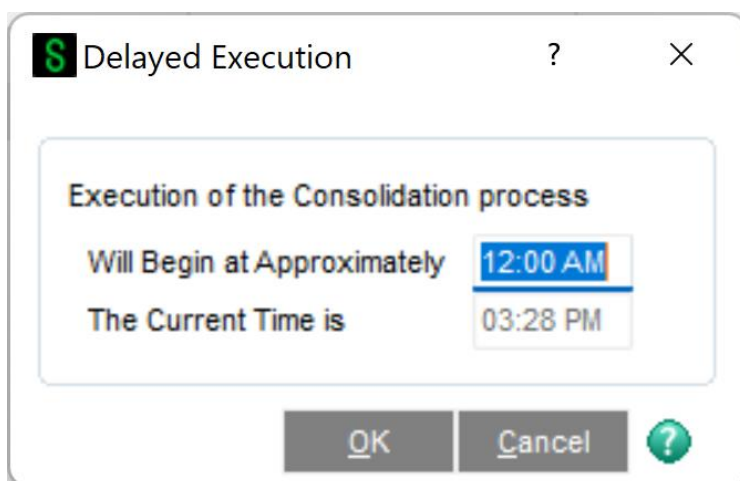 S Delayed Execution ? ×
Execution of the Consolidation process
Will Begin at Approximately 12:00 AM
The Current Time is 03:28 PM
OK Cancel ?